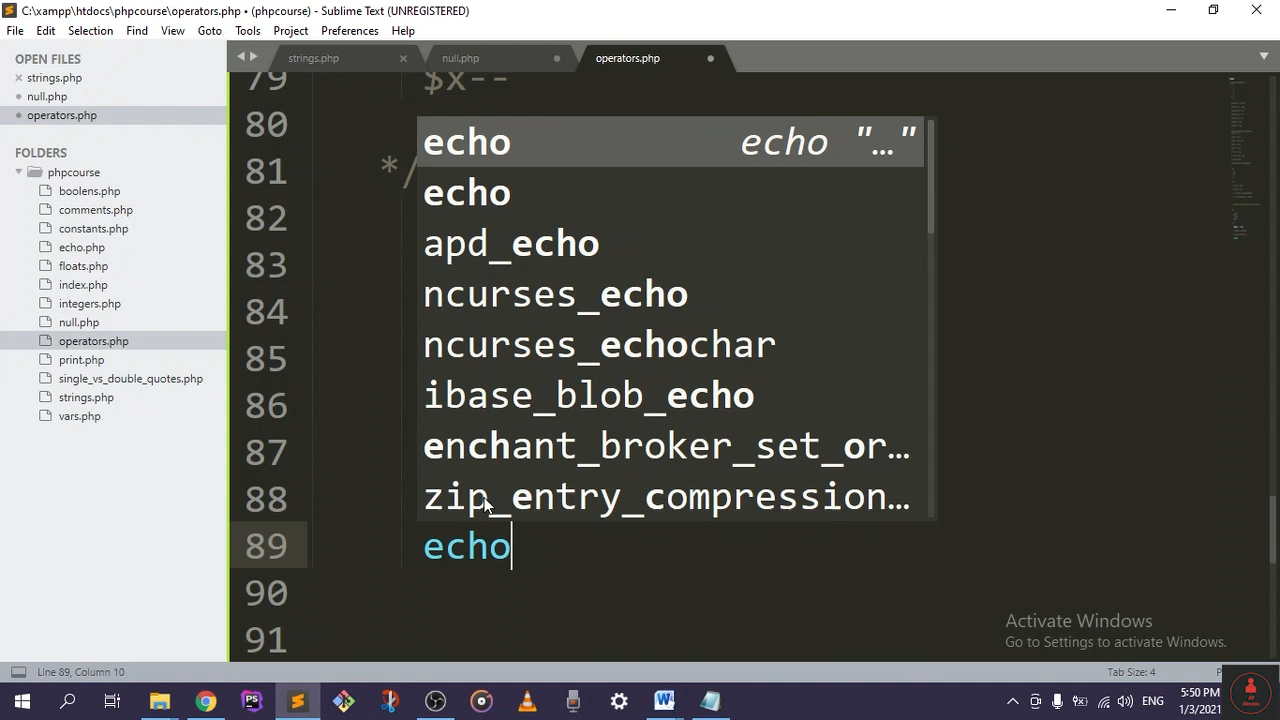 C:\xampp\htdocs\phpcourse\operators.php • (phpcourse) - Sublime Text (UNREGISTERED)
File Edit Selection Find View Goto Tools Project Preferences Help
OPEN FILES
strings.php
null.php
operators.php
FOLDERS
phpcourse
boolens.php
comments.php
constants.php
echo.php
floats.php
index.php
integers.php
null.php
operators.php
print.php
single_vs_double_quotes.php
strings.php
vars.php
strings.php null.php operators.php
79 $x--
80
81 */
82
83
84
85
86
87
88
89 echo
90
91
echo echo "…"
echo
apd_echo
ncurses_echo
ncurses_echochar
ibase_blob_echo
enchant_broker_set_or…
zip_entry_compression…
Activate Windows
Go to Settings to activate Windows.
Line 89, Column 10
Tab Size: 4
ENG
5:50 PM
1/3/2021